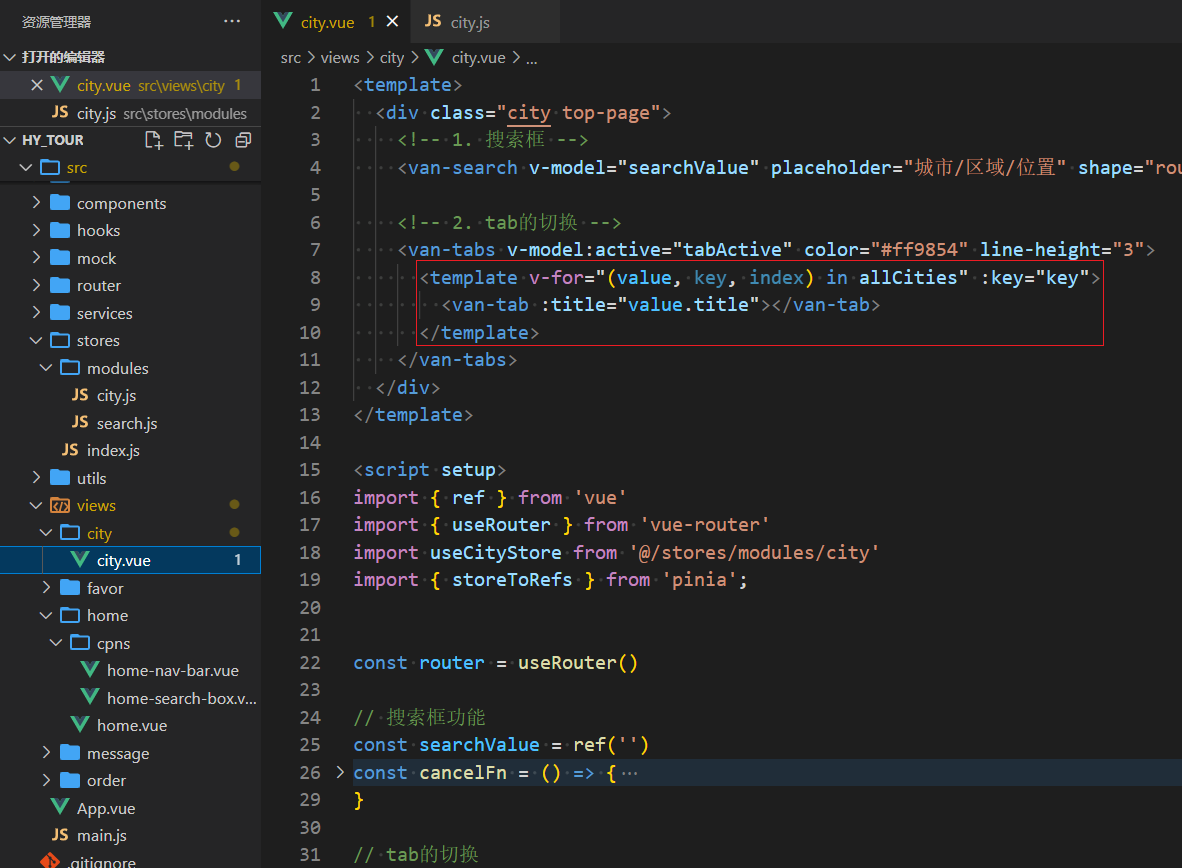 资源管理器 ···
打开的编辑器
city.vue src\views\city 1
JS city.js src\stores\modules
HY_TOUR
src
components
hooks
mock
router
services
stores
modules
JS city.js
JS search.js
JS index.js
utils
views
city
city.vue 1
favor
home
cpns
home-nav-bar.vue
home-search-box.v...
home.vue
message
order
App.vue
JS main.js
.gitignore
city.vue 1
JS city.js
src > views > city > city.vue > ...
1 <template>
2 <div class="city top-page">
3 <!-- 1. 搜索框 -->
4 <van-search v-model="searchValue" placeholder="城市/区域/位置" shape="rou
5
6 <!-- 2. tab的切换 -->
7 <van-tabs v-model:active="tabActive" color="#ff9854" line-height="3">
8 <template v-for="(value, key, index) in allCities" :key="key">
9 <van-tab :title="value.title"></van-tab>
10 </template>
11 </van-tabs>
12 </div>
13 </template>
14
15 <script setup>
16 import { ref } from 'vue'
17 import { useRouter } from 'vue-router'
18 import useCityStore from '@/stores/modules/city'
19 import { storeToRefs } from 'pinia';
20
21
22 const router = useRouter()
23
24 // 搜索框功能
25 const searchValue = ref('')
26 const cancelFn = () => { ···
29 }
30
31 // tab的切换